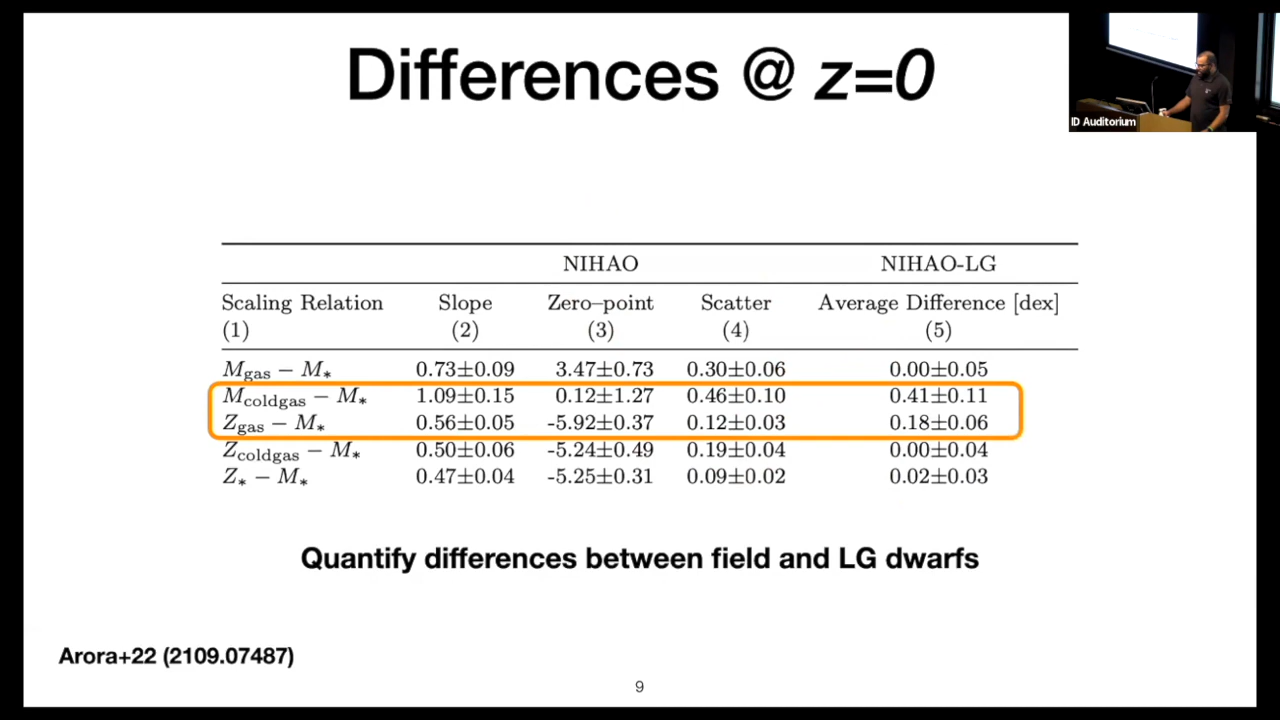 Differences @ z=0
ID Auditorium
NIHAO NIHAO-LG
Scaling Relation Slope Zero–point Scatter Average Difference [dex]
(1) (2) (3) (4) (5)
M_gas − M_* 0.73±0.09 3.47±0.73 0.30±0.06 0.00±0.05
M_coldgas − M_* 1.09±0.15 0.12±1.27 0.46±0.10 0.41±0.11
Z_gas − M_* 0.56±0.05 -5.92±0.37 0.12±0.03 0.18±0.06
Z_coldgas − M_* 0.50±0.06 -5.24±0.49 0.19±0.04 0.00±0.04
Z_* − M_* 0.47±0.04 -5.25±0.31 0.09±0.02 0.02±0.03
Quantify differences between field and LG dwarfs
Arora+22 (2109.07487)
9